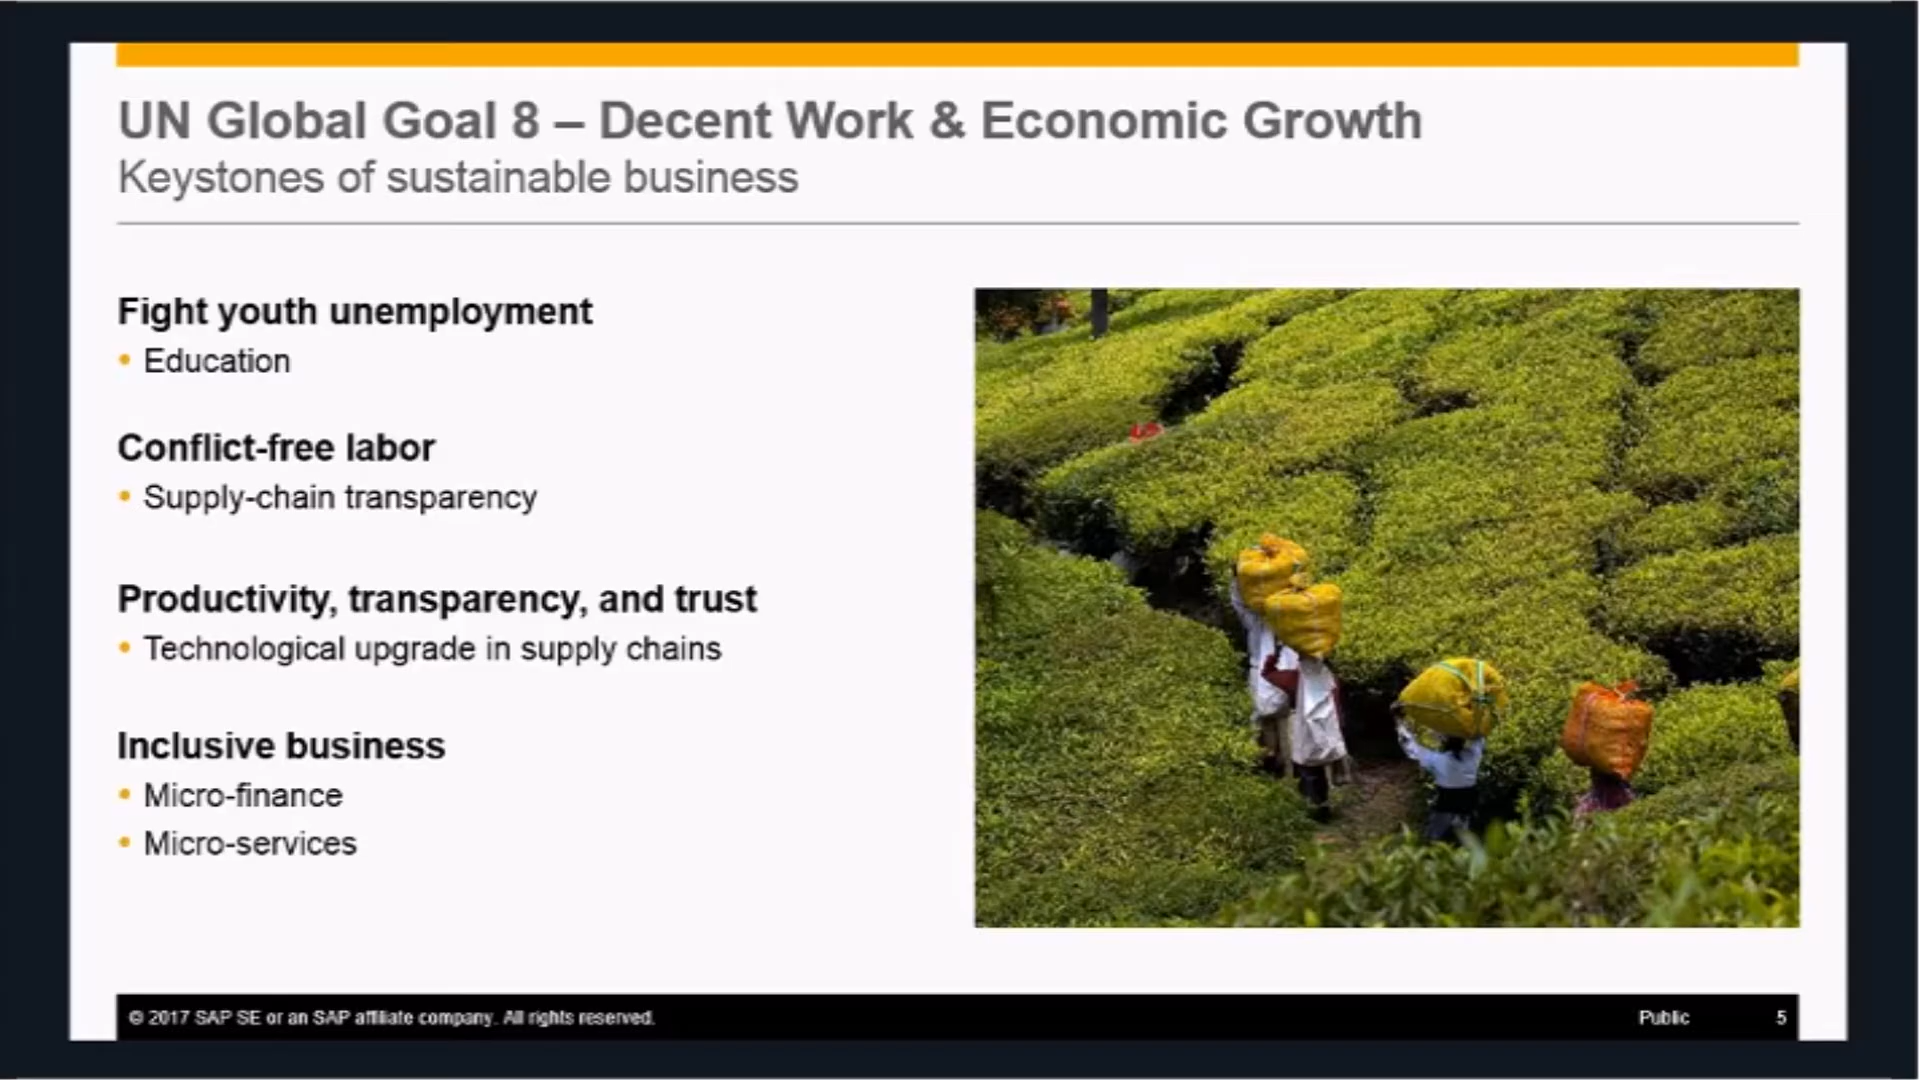 UN Global Goal 8 – Decent Work & Economic Growth
Keystones of sustainable business
Fight youth unemployment
• Education
Conflict-free labor
• Supply-chain transparency
Productivity, transparency, and trust
• Technological upgrade in supply chains
Inclusive business
• Micro-finance
• Micro-services
© 2017 SAP SE or an SAP affiliate company. All rights reserved.
Public
5